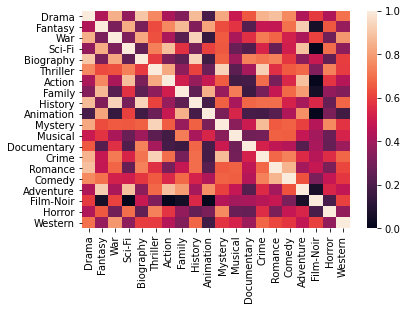 Drama
Fantasy
War
Sci-Fi
Biography
Thriller
Action
Family
History
Animation
Mystery
Musical
Documentary
Crime
Romance
Comedy
Adventure
Film-Noir
Horror
Western
1.0
0.8
0.6
0.4
0.2
0.0
Drama
Fantasy
War
Sci-Fi
Biography
Thriller
Action
Family
History
Animation
Mystery
Musical
Documentary
Crime
Romance
Comedy
Adventure
Film-Noir
Horror
Western